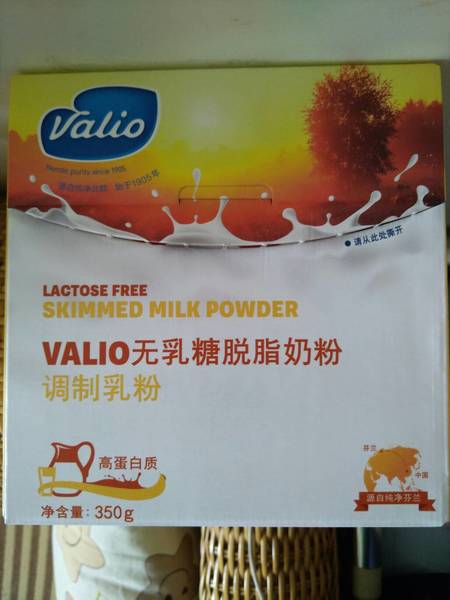 Valio
Nordic purity since 1905
源自纯净北欧 始于1905年
请从此处撕开
LACTOSE FREE
SKIMMED MILK POWDER
VALIO无乳糖脱脂奶粉
调制乳粉
高蛋白质
净含量: 350g
芬兰
中国
源自纯净芬兰